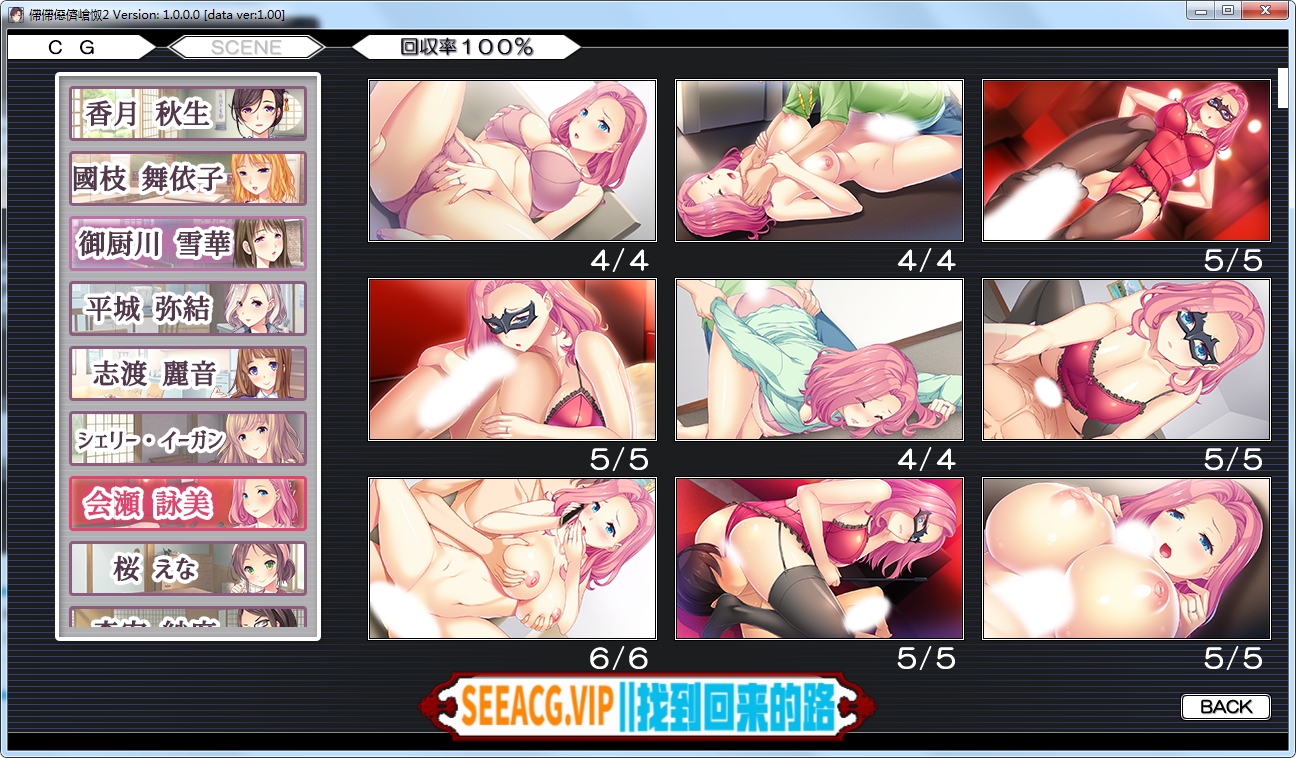 Version: 1.0.0.0 [data ver:1.00]
CG
SCENE
回収率100%
香月 秋生
國枝 舞依子
御厨川 雪華
平城 弥結
志渡 麗音
シェリー・イーガン
会瀬 詠美
桜 えな
4/4
4/4
5/5
5/5
4/4
5/5
6/6
5/5
5/5
SEEACG.VIP||找到回来的路
BACK